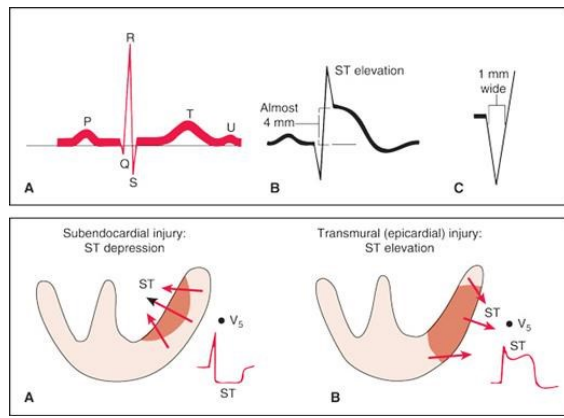 R
P
T
U
Q
S
A
ST elevation
Almost
4 mm
B
1 mm
wide
C
Subendocardial injury:
ST depression
ST
V5
ST
A
Transmural (epicardial) injury:
ST elevation
ST
V5
ST
B